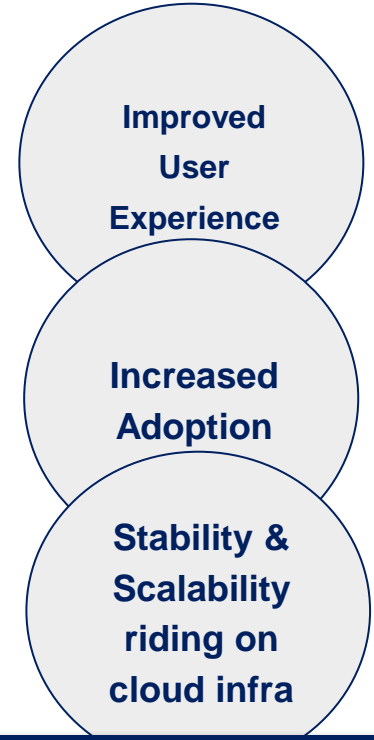 Improved
User
Experience
Increased
Adoption
Stability &
Scalability
riding on
cloud infra